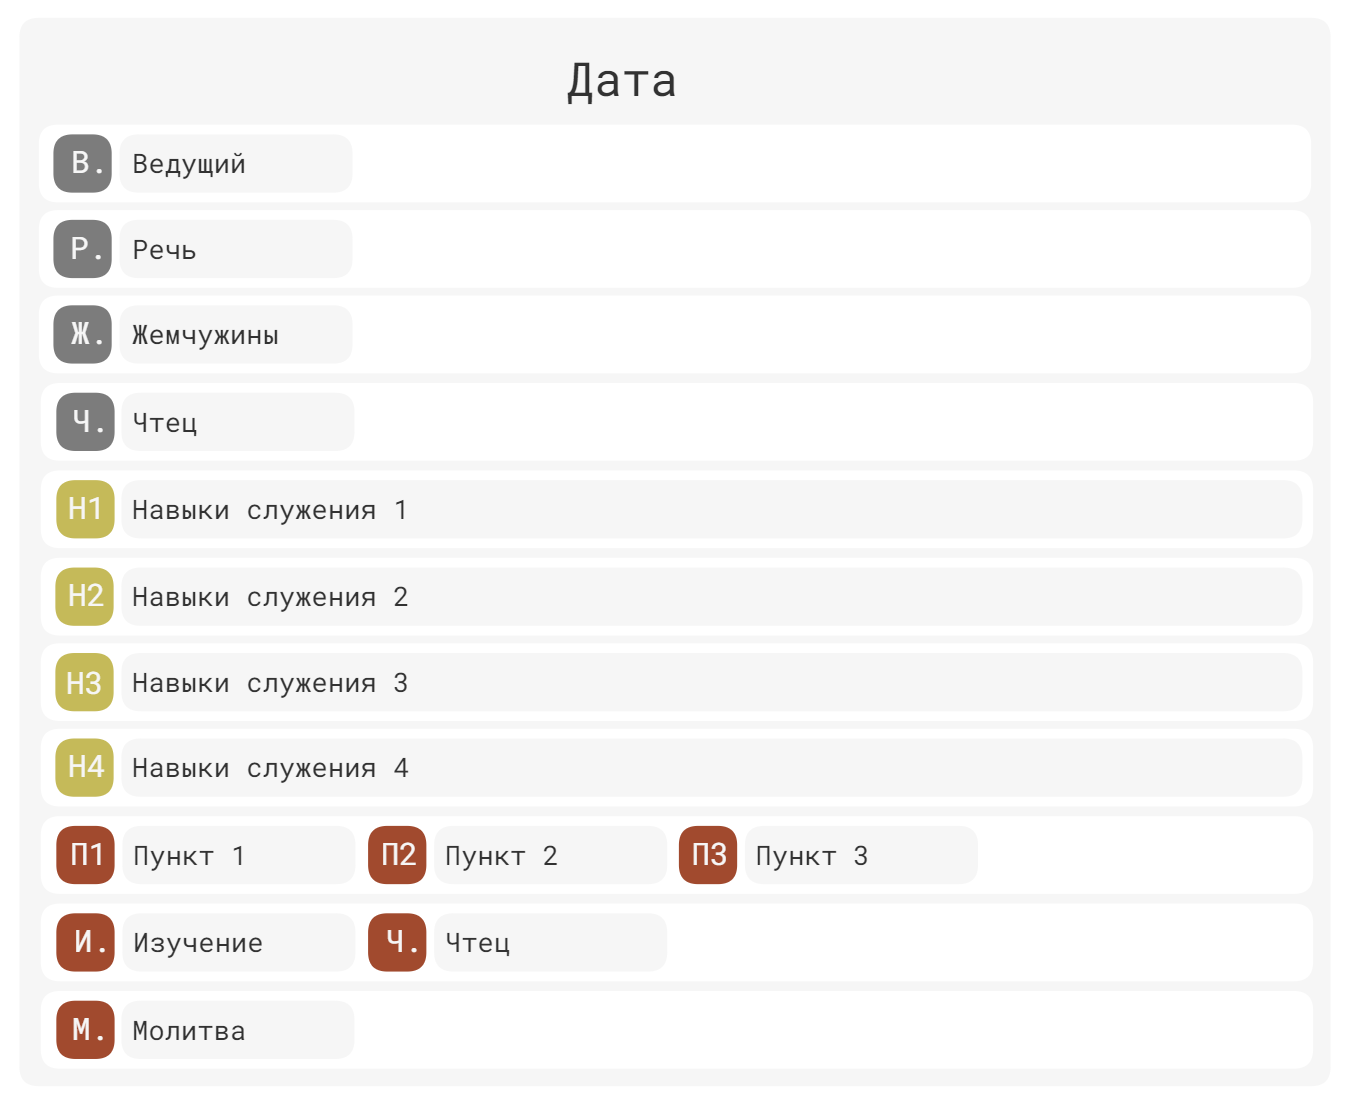 Дата
В. Ведущий
Р. Речь
Ж. Жемчужины
Ч. Чтец
Н1 Навыки служения 1
Н2 Навыки служения 2
Н3 Навыки служения 3
Н4 Навыки служения 4
П1 Пункт 1 П2 Пункт 2 П3 Пункт 3
И. Изучение Ч. Чтец
М. Молитва